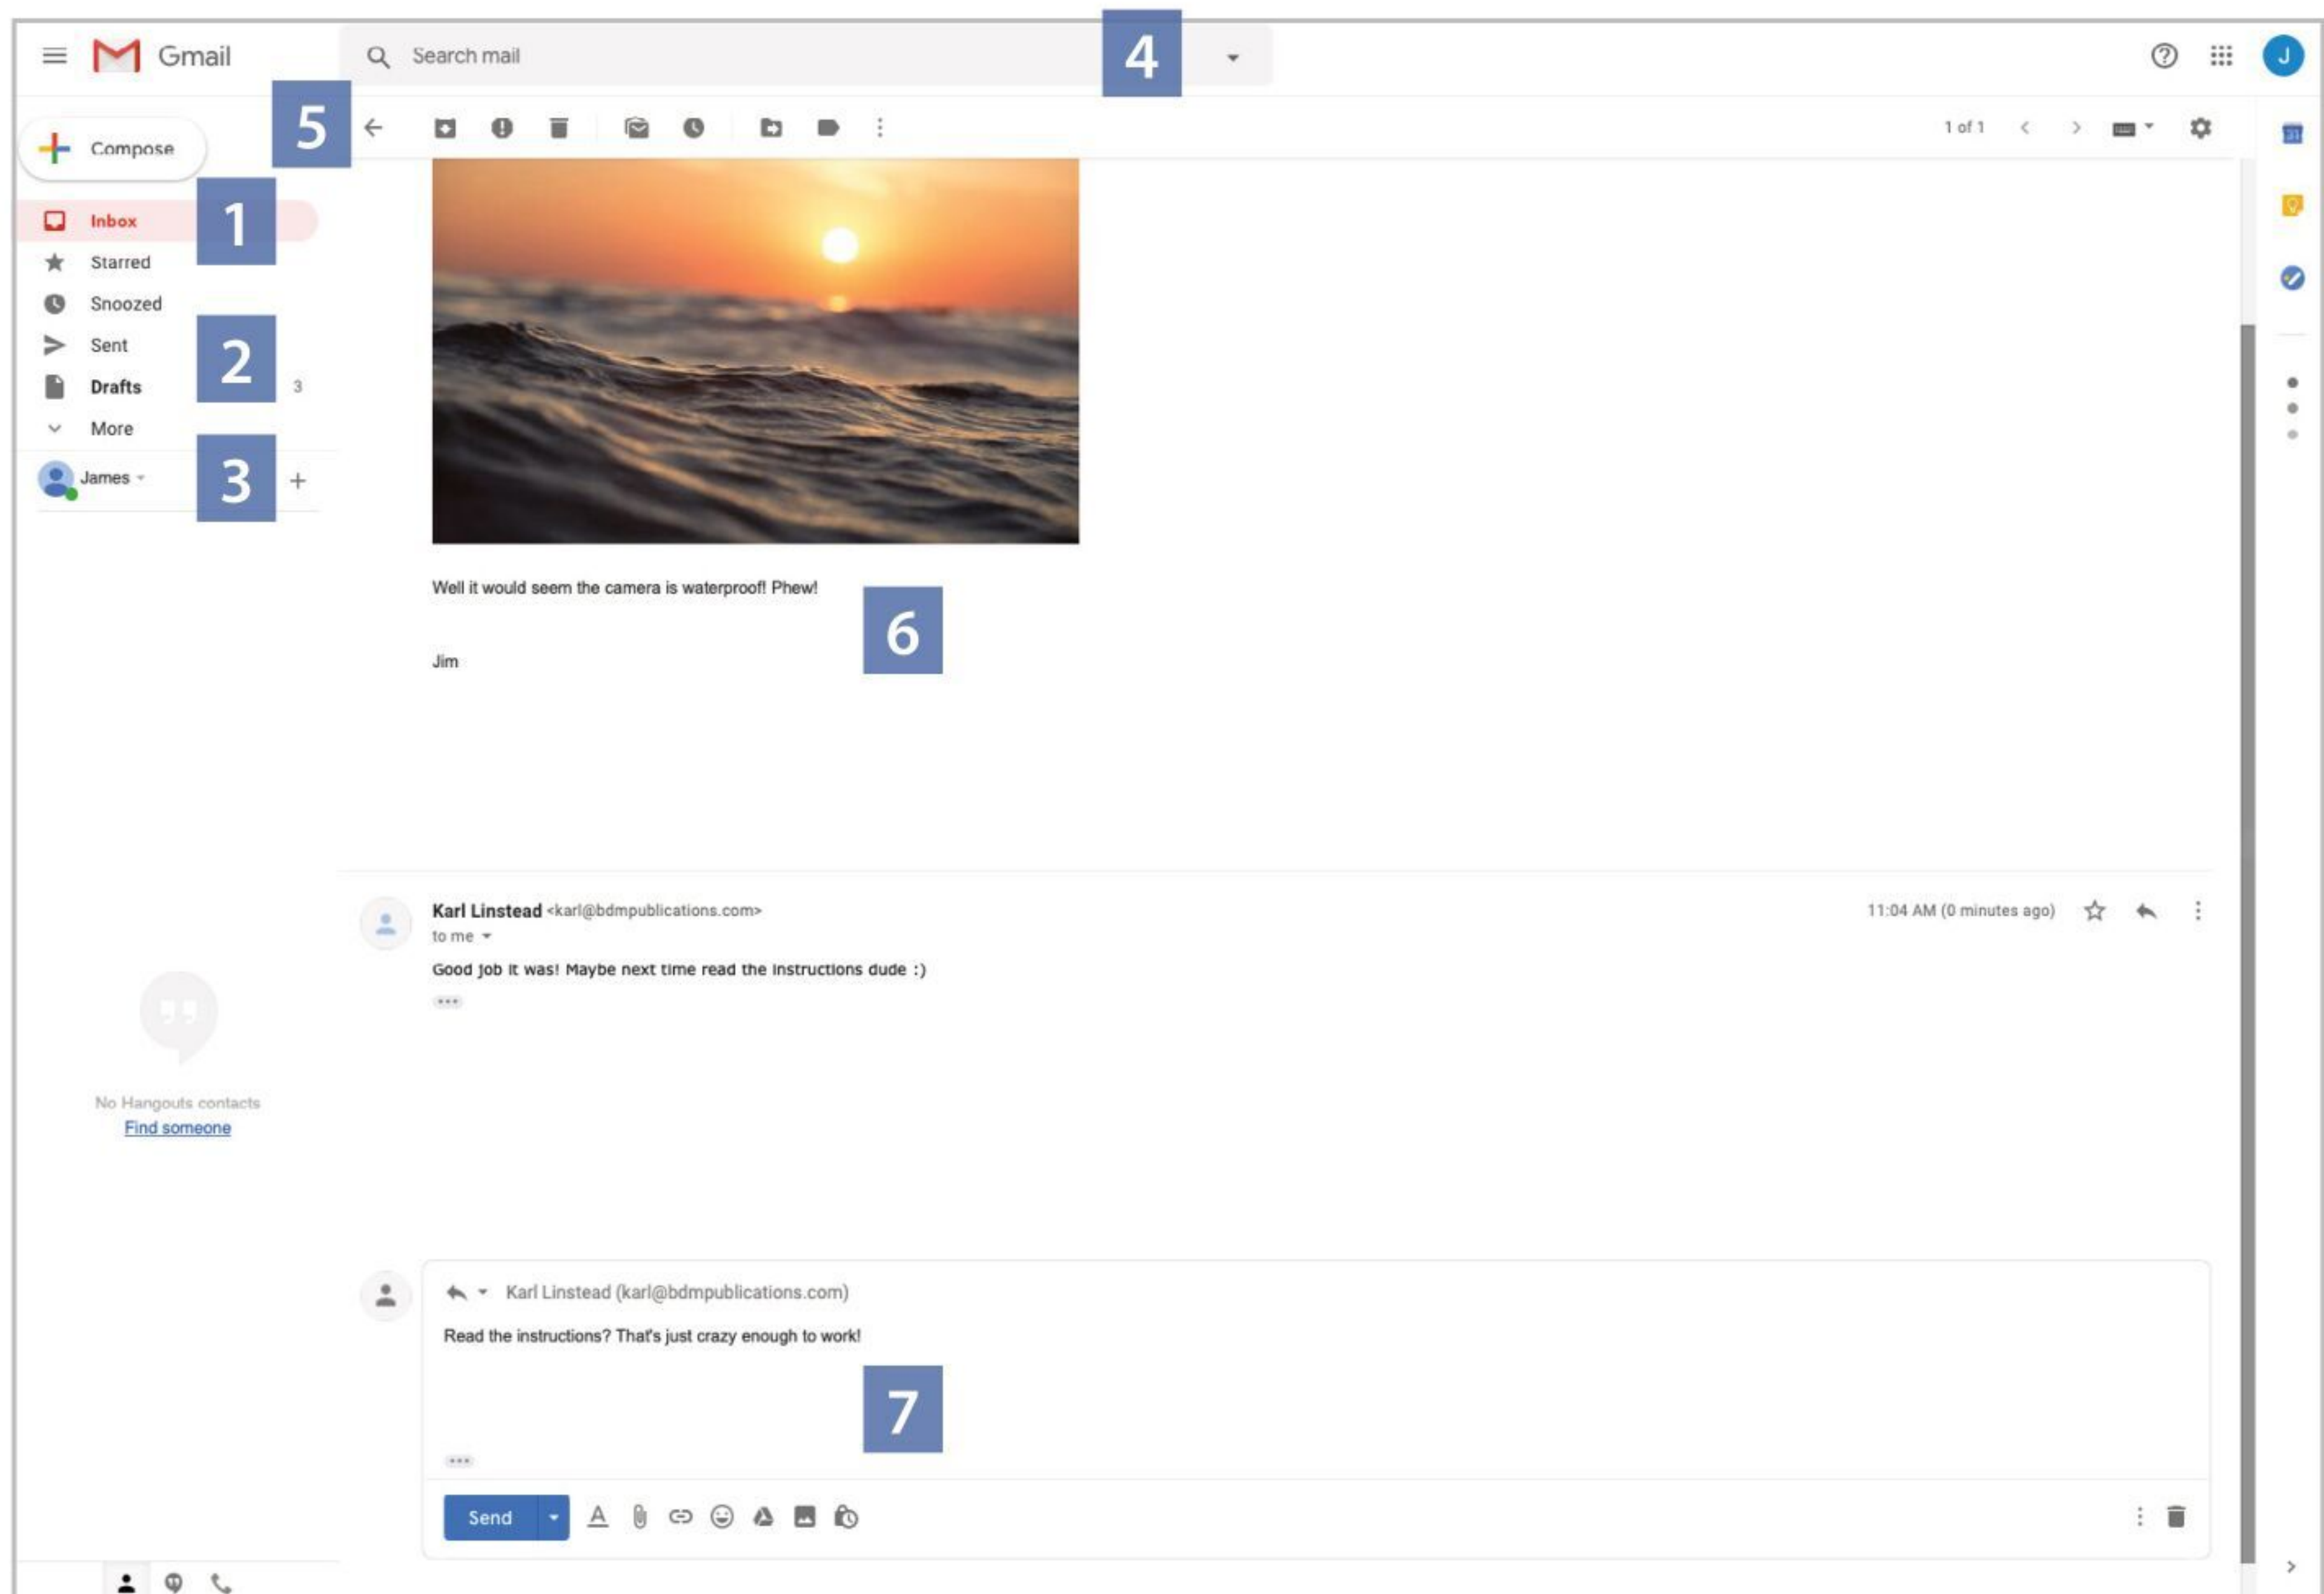 Gmail
Search mail
4
5
Compose
1 of 1
31
J
Inbox
1
Starred
Snoozed
Sent
2
Drafts
3
More
James
3
+
Well it would seem the camera is waterproof! Phew!
6
Jim
Karl Linstead <karl@bdmpublications.com>
11:04 AM (0 minutes ago)
to me
Good job it was! Maybe next time read the instructions dude :)
No Hangouts contacts
Find someone
Karl Linstead (karl@bdmpublications.com)
Read the instructions? That's just crazy enough to work!
7
Send
A